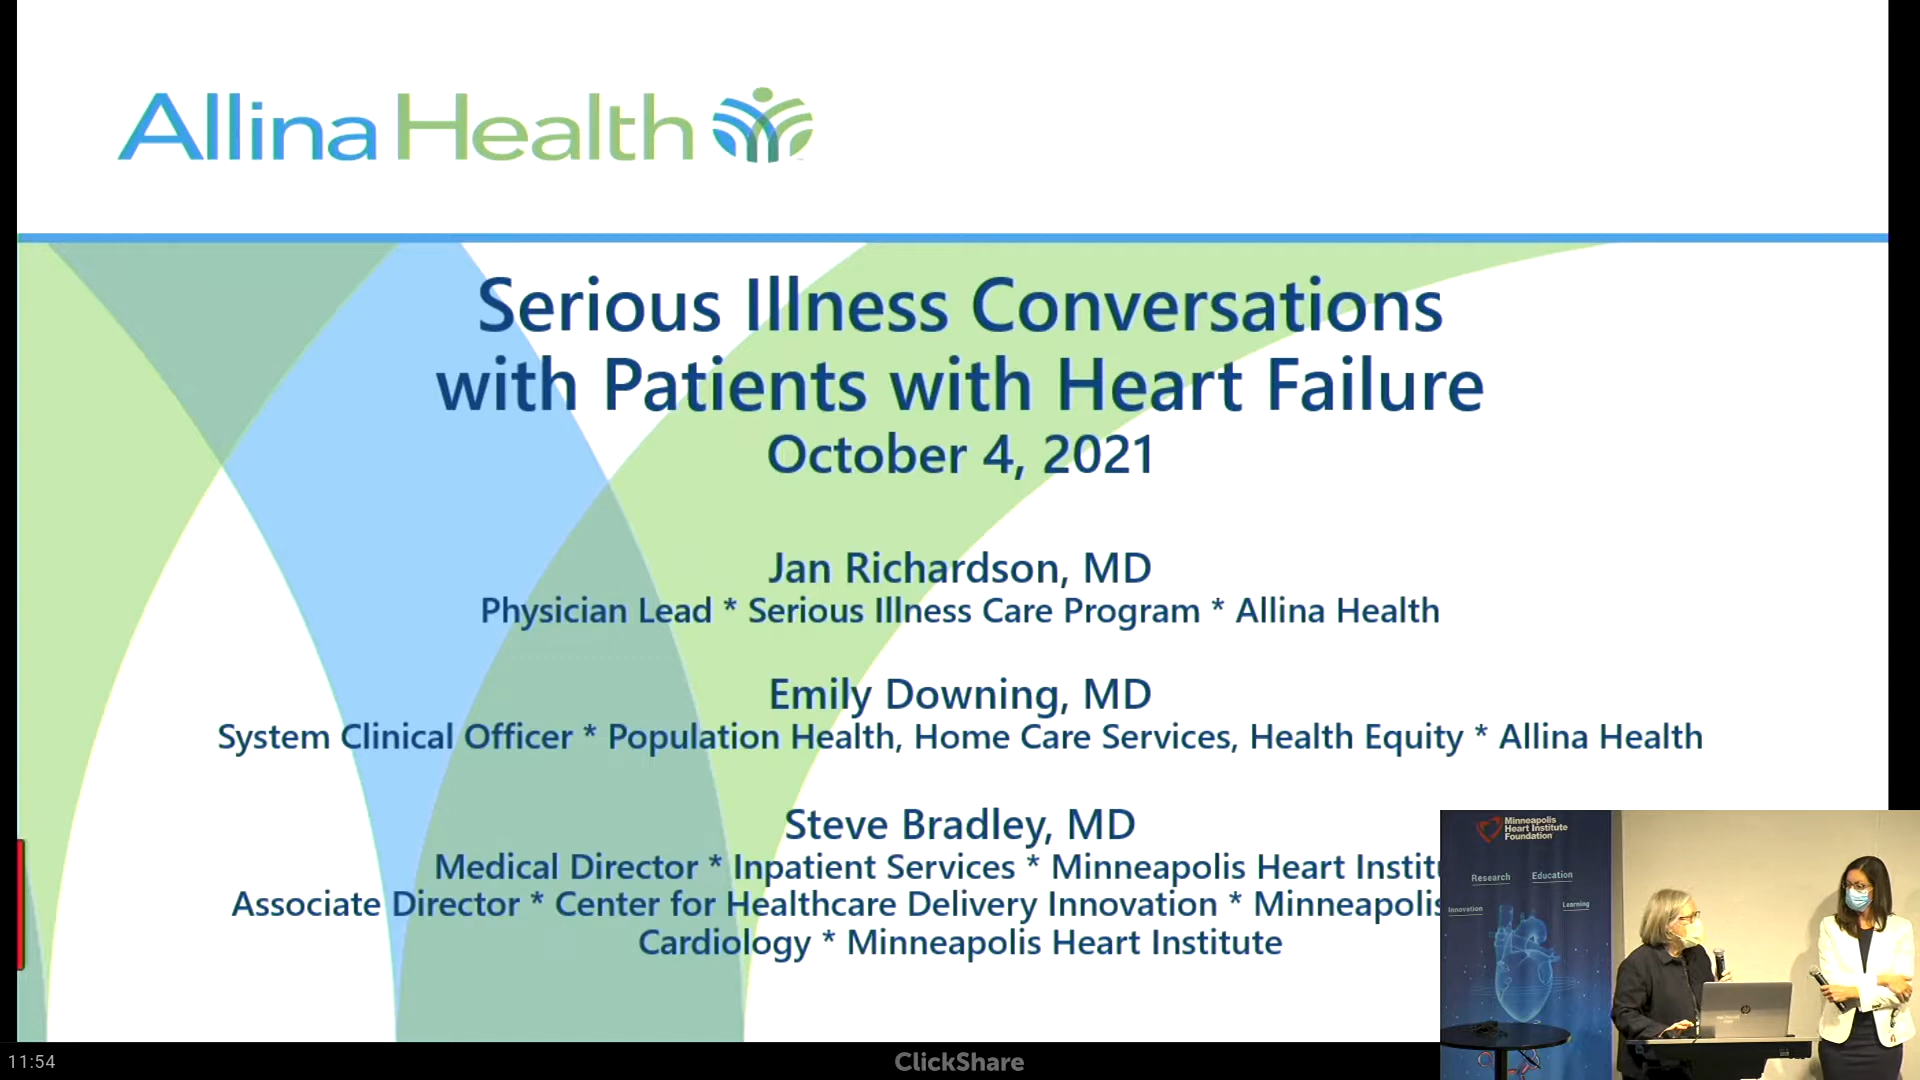 Allina Health
Serious Illness Conversations
with Patients with Heart Failure
October 4, 2021
Jan Richardson, MD
Physician Lead * Serious Illness Care Program * Allina Health
Emily Downing, MD
System Clinical Officer * Population Health, Home Care Services, Health Equity * Allina Health
Steve Bradley, MD
Medical Director * Inpatient Services * Minneapolis Heart Institu
Associate Director * Center for Healthcare Delivery Innovation * Minneapolis
Cardiology * Minneapolis Heart Institute
Minneapolis
Heart Institute
Foundation
Research Education
Innovation Learning
hp
11:54
ClickShare